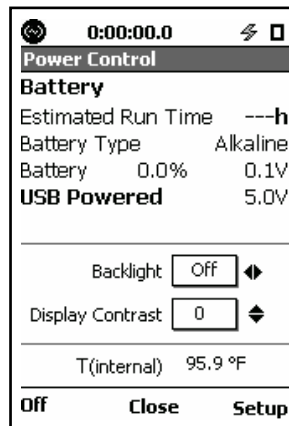 0:00:00.0
Power Control
Battery
Estimated Run Time ---h
Battery Type Alkaline
Battery 0.0% 0.1V
USB Powered 5.0V
Backlight Off
Display Contrast 0
T(internal) 95.9 °F
Off Close Setup